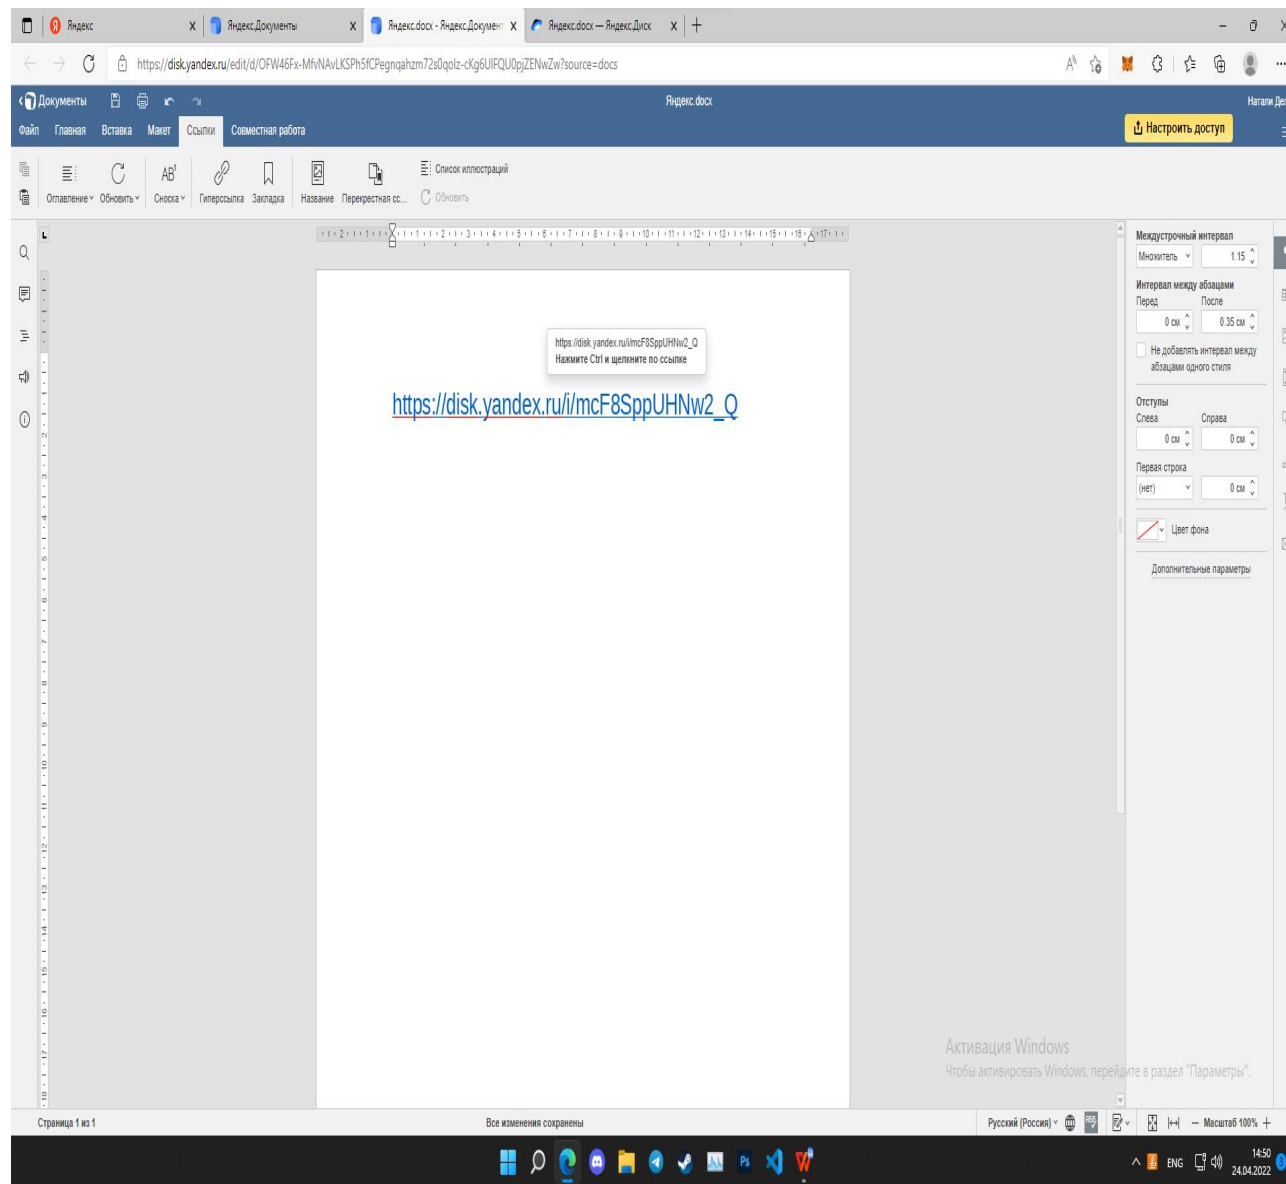 Яндекс
Яндекс.Документы
Яндекс.docx - Яндекс.Документ
Яндекс.docx — Яндекс.Диск
https://disk.yandex.ru/edit/d/OFW46Fx-MfvNAvLKSPh5fCPegnqahzm72s0qolz-cKg6UIFQU0pjZENwZw?source=docs
Документы
Яндекс.docx
Натали Де
Файл Главная Вставка Макет Ссылки Совместная работа
Настроить доступ
Оглавление Обновить AB¹ Сноска Гиперссылка Закладка Название Перекрестная сс...
Список иллюстраций
Обновить
Междустрочный интервал
Множитель 1.15
Интервал между абзацами
Перед После
0 см 0.35 см
Не добавлять интервал между
абзацами одного стиля
Отступы
Слева Справа
0 см 0 см
Первая строка
(нет) 0 см
Цвет фона
Дополнительные параметры
https://disk.yandex.ru/i/mcF8SppUHNw2_Q
Нажмите Ctrl и щелкните по ссылке
https://disk.yandex.ru/i/mcF8SppUHNw2_Q
Активация Windows
Чтобы активировать Windows, перейдите в раздел "Параметры".
Страница 1 из 1
Все изменения сохранены
Русский (Россия)
Масштаб 100%
ENG
14:50
24.04.2022